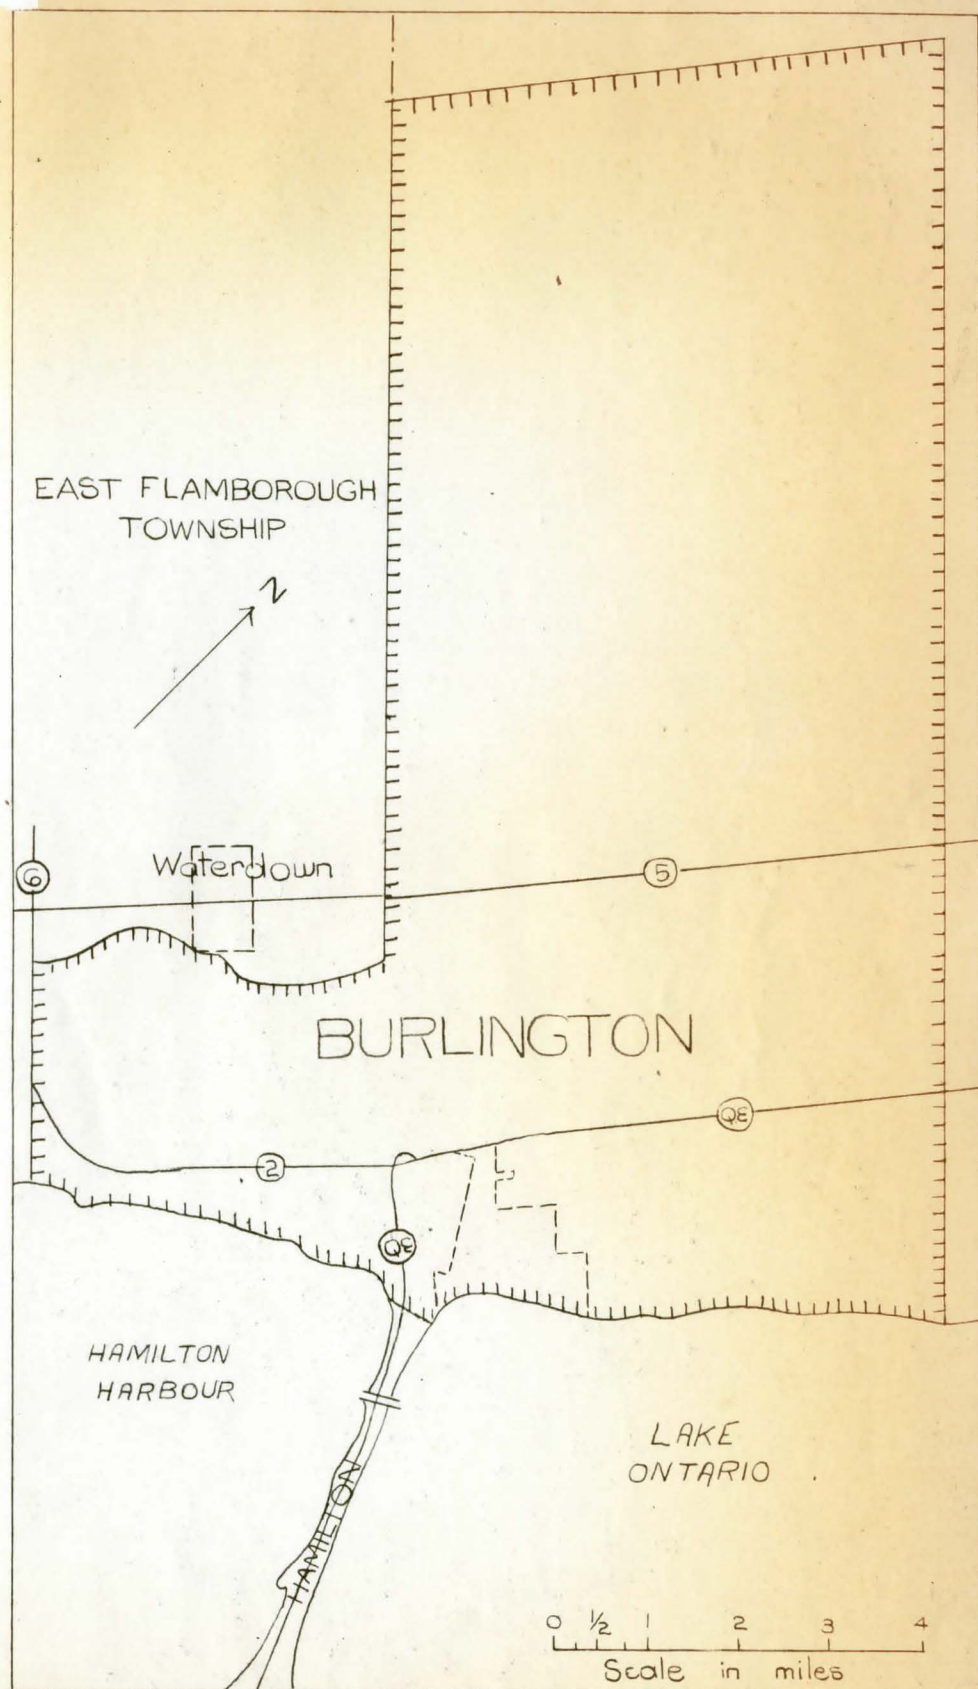 EAST FLAMBOROUGH
TOWNSHIP
N
6
Waterdown
5
BURLINGTON
QE
2
QE
HAMILTON
HARBOUR
LAKE
ONTARIO
HAMILTON
0 ½ 1 2 3 4
Scale in miles